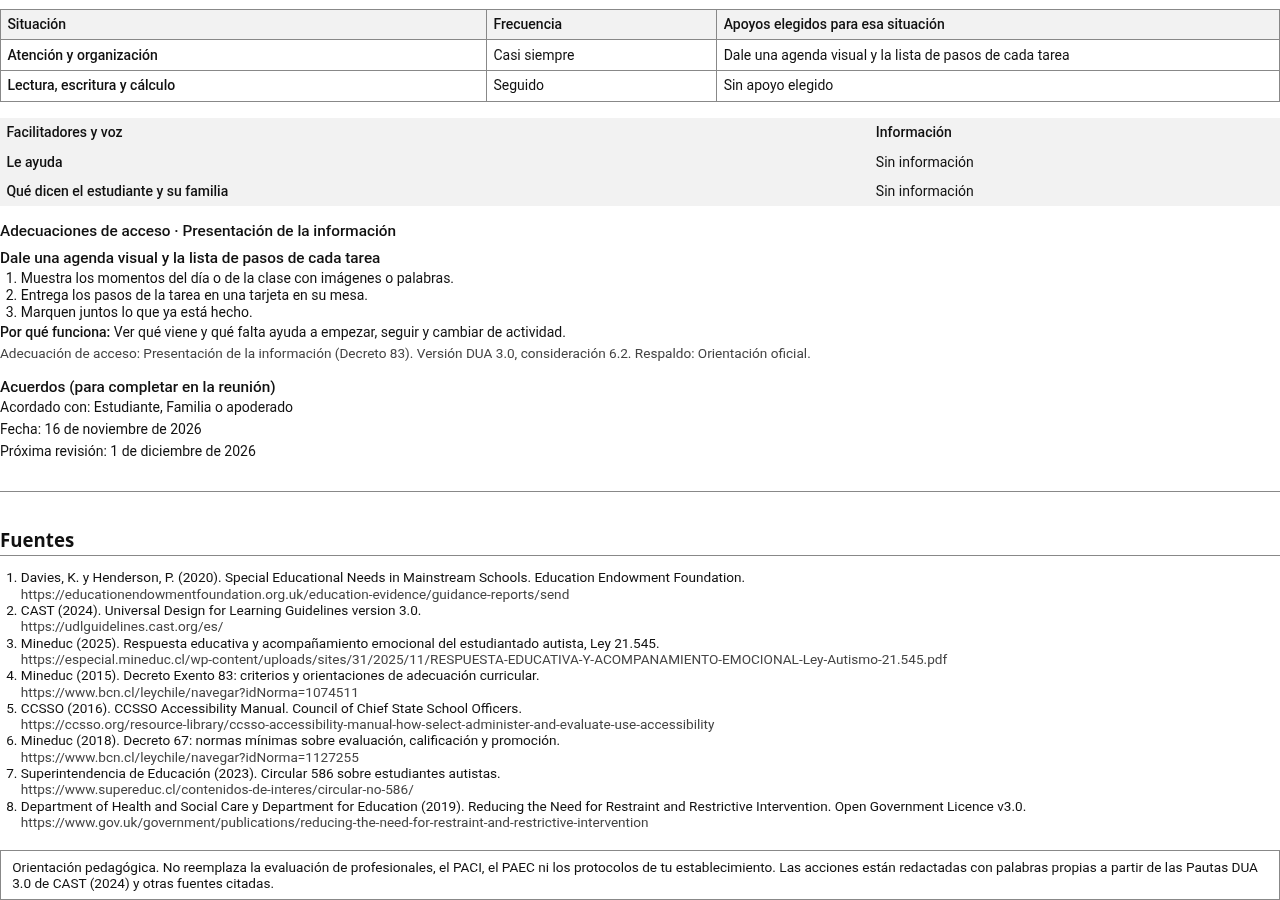 Situación Frecuencia Apoyos elegidos para esa situación
Atención y organización Casi siempre Dale una agenda visual y la lista de pasos de cada tarea
Lectura, escritura y cálculo Seguido Sin apoyo elegido
Facilitadores y voz Información
Le ayuda Sin información
Qué dicen el estudiante y su familia Sin información
Adecuaciones de acceso · Presentación de la información
Dale una agenda visual y la lista de pasos de cada tarea
1. Muestra los momentos del día o de la clase con imágenes o palabras.
2. Entrega los pasos de la tarea en una tarjeta en su mesa.
3. Marquen juntos lo que ya está hecho.
Por qué funciona: Ver qué viene y qué falta ayuda a empezar, seguir y cambiar de actividad.
Adecuación de acceso: Presentación de la información (Decreto 83). Versión DUA 3.0, consideración 6.2. Respaldo: Orientación oficial.
Acuerdos (para completar en la reunión)
Acordado con: Estudiante, Familia o apoderado
Fecha: 16 de noviembre de 2026
Próxima revisión: 1 de diciembre de 2026
Fuentes
1. Davies, K. y Henderson, P. (2020). Special Educational Needs in Mainstream Schools. Education Endowment Foundation.
https://educationendowmentfoundation.org.uk/education-evidence/guidance-reports/send
2. CAST (2024). Universal Design for Learning Guidelines version 3.0.
https://udlguidelines.cast.org/es/
3. Mineduc (2025). Respuesta educativa y acompañamiento emocional del estudiantado autista, Ley 21.545.
https://especial.mineduc.cl/wp-content/uploads/sites/31/2025/11/RESPUESTA-EDUCATIVA-Y-ACOMPANAMIENTO-EMOCIONAL-Ley-Autismo-21.545.pdf
4. Mineduc (2015). Decreto Exento 83: criterios y orientaciones de adecuación curricular.
https://www.bcn.cl/leychile/navegar?idNorma=1074511
5. CCSSO (2016). CCSSO Accessibility Manual. Council of Chief State School Officers.
https://ccsso.org/resource-library/ccsso-accessibility-manual-how-select-administer-and-evaluate-use-accessibility
6. Mineduc (2018). Decreto 67: normas mínimas sobre evaluación, calificación y promoción.
https://www.bcn.cl/leychile/navegar?idNorma=1127255
7. Superintendencia de Educación (2023). Circular 586 sobre estudiantes autistas.
https://www.supereduc.cl/contenidos-de-interes/circular-no-586/
8. Department of Health and Social Care y Department for Education (2019). Reducing the Need for Restraint and Restrictive Intervention. Open Government Licence v3.0.
https://www.gov.uk/government/publications/reducing-the-need-for-restraint-and-restrictive-intervention
Orientación pedagógica. No reemplaza la evaluación de profesionales, el PACI, el PAEC ni los protocolos de tu establecimiento. Las acciones están redactadas con palabras propias a partir de las Pautas DUA
3.0 de CAST (2024) y otras fuentes citadas.